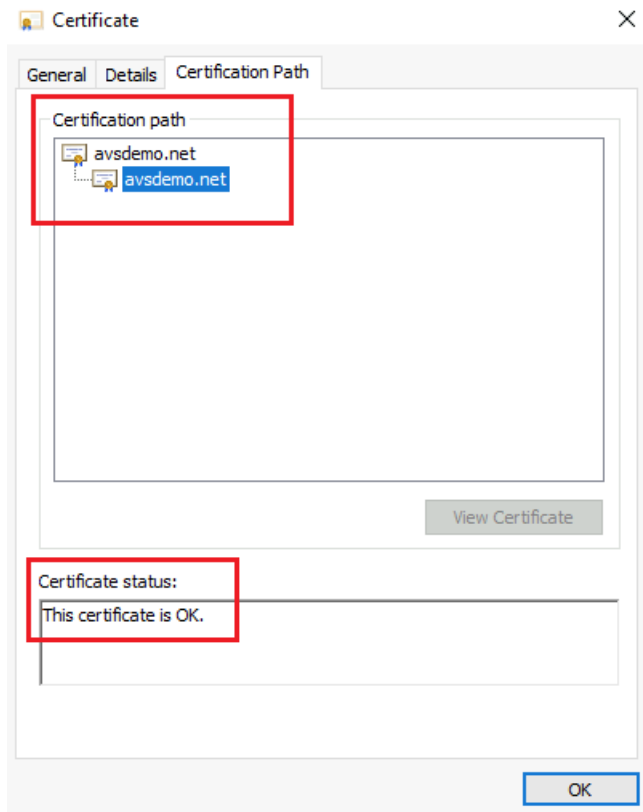 Certificate
General Details Certification Path
Certification path
avsdemo.net
avsdemo.net
View Certificate
Certificate status:
This certificate is OK.
OK